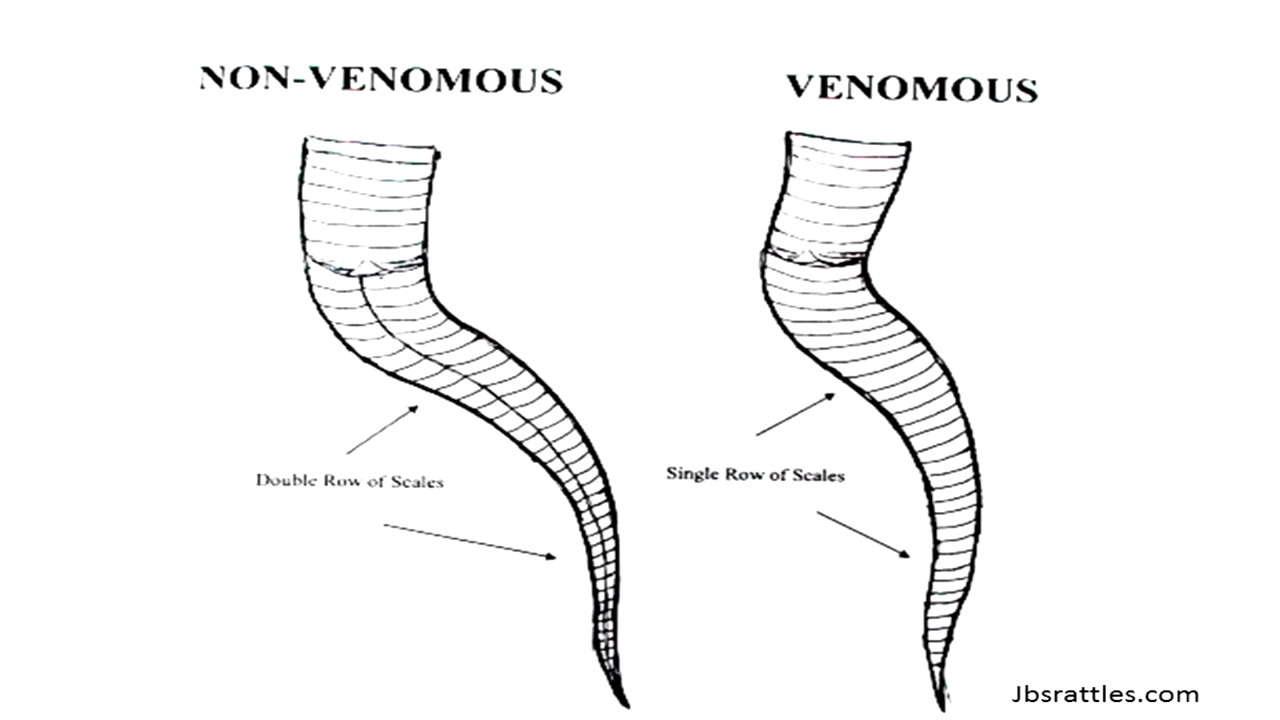 NON-VENOMOUS
VENOMOUS
Double Row of Scales
Single Row of Scales
Jbsrattles.com